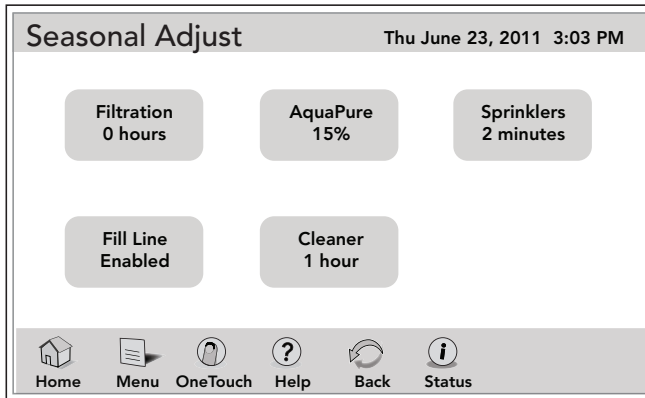 Seasonal Adjust
Thu June 23, 2011 3:03 PM
Filtration
0 hours
AquaPure
15%
Sprinklers
2 minutes
Fill Line
Enabled
Cleaner
1 hour
?
i
Home Menu OneTouch Help Back Status